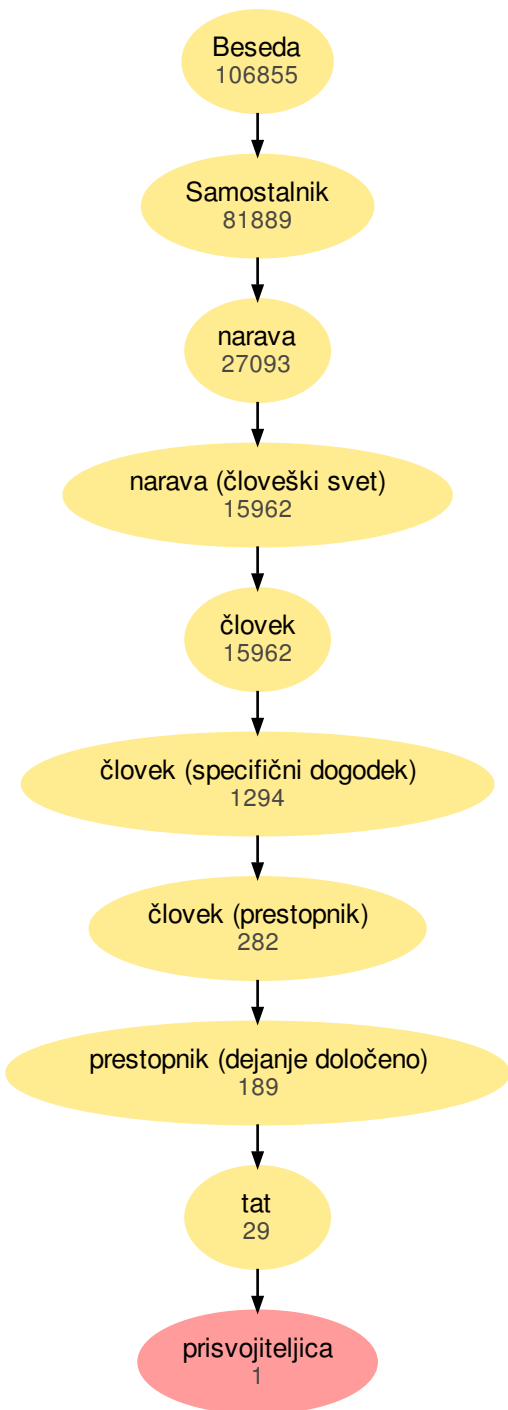 Beseda
106855
Samostalnik
81889
narava
27093
narava (človeški svet)
15962
človek
15962
človek (specifični dogodek)
1294
človek (prestopnik)
282
prestopnik (dejanje določeno)
189
tat
29
prisvojiteljica
1